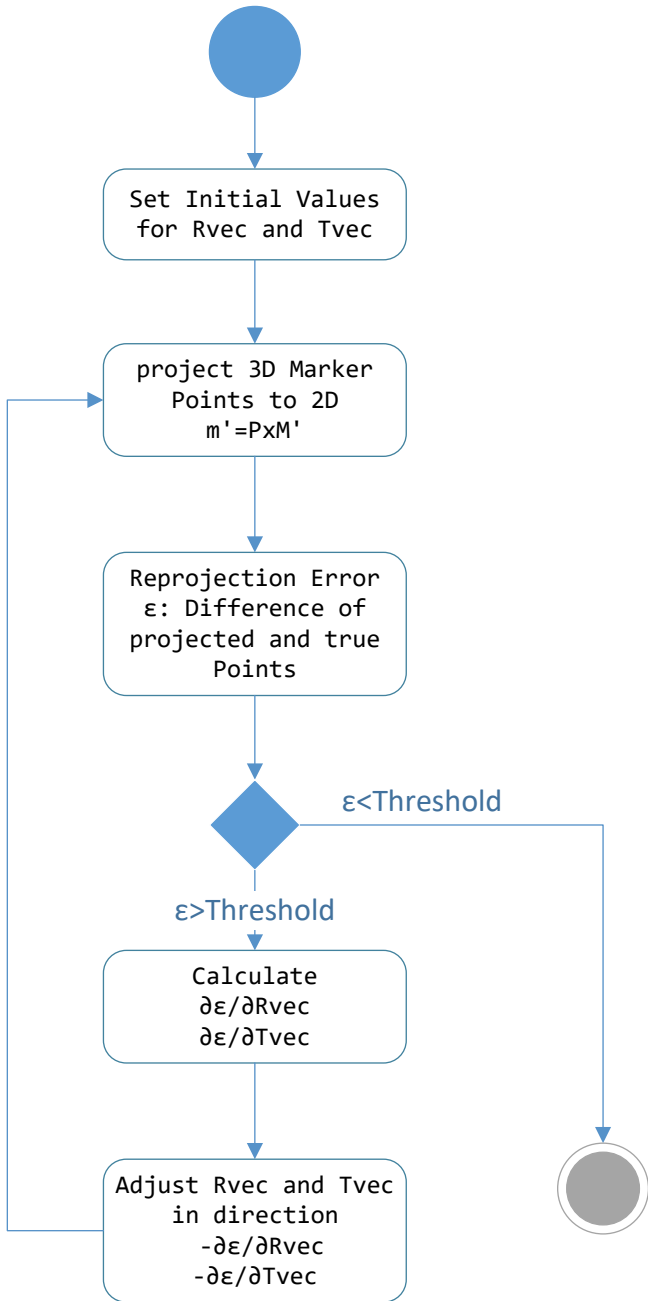 Set Initial Values
for Rvec and Tvec
project 3D Marker
Points to 2D
m'=PxM'
Reprojection Error
ε: Difference of
projected and true
Points
ε<Threshold
ε>Threshold
Calculate
∂ε/∂Rvec
∂ε/∂Tvec
Adjust Rvec and Tvec
in direction
-∂ε/∂Rvec
-∂ε/∂Tvec